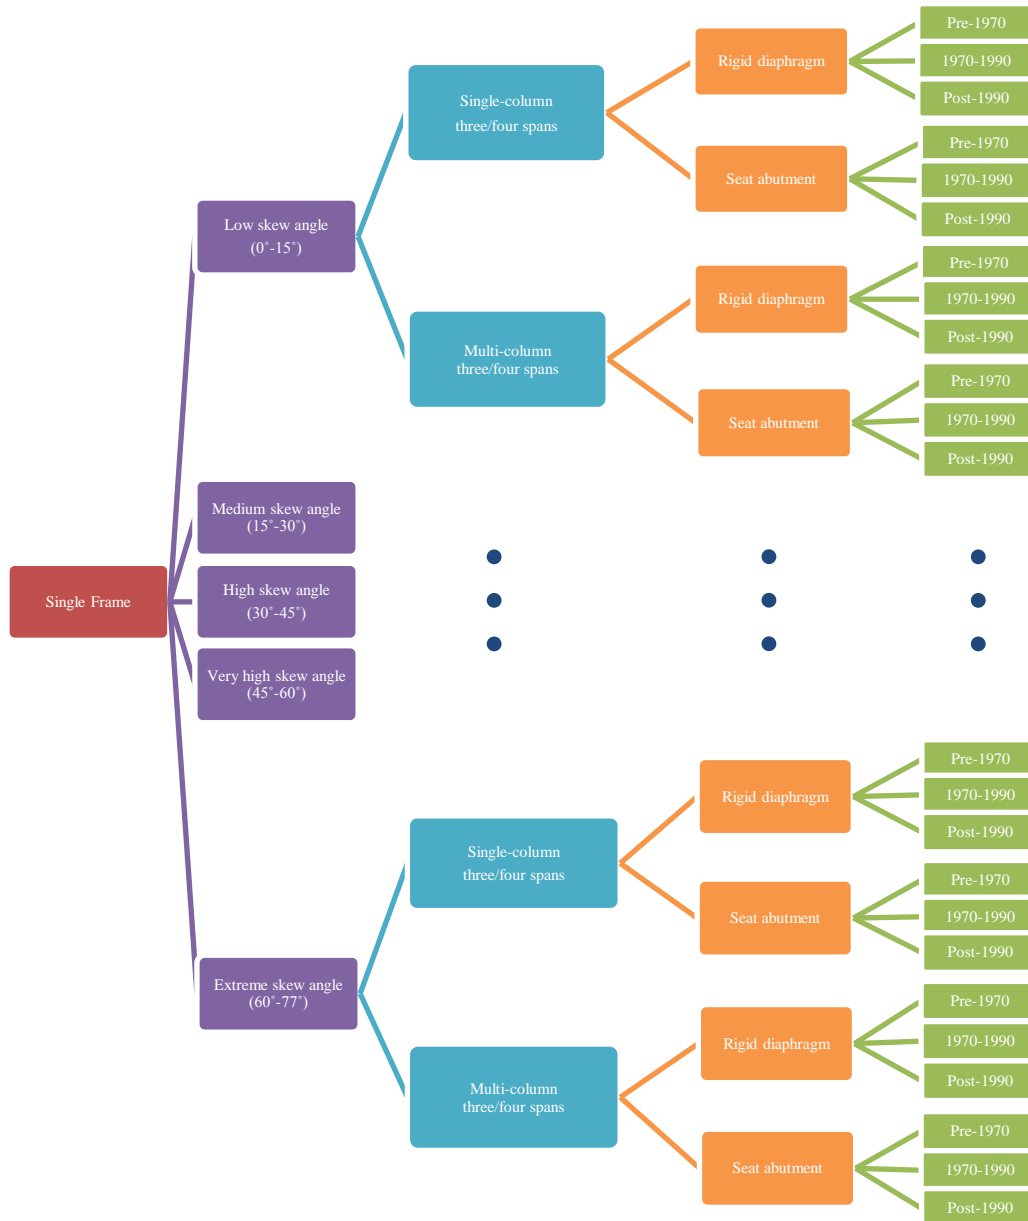 Single Frame
Low skew angle
(0˚-15˚)
Medium skew angle
(15˚-30˚)
High skew angle
(30˚-45˚)
Very high skew angle
(45˚-60˚)
Extreme skew angle
(60˚-77˚)
Single-column
three/four spans
Multi-column
three/four spans
Single-column
three/four spans
Multi-column
three/four spans
Rigid diaphragm
Seat abutment
Rigid diaphragm
Seat abutment
Rigid diaphragm
Seat abutment
Rigid diaphragm
Seat abutment
Pre-1970
1970-1990
Post-1990
Pre-1970
1970-1990
Post-1990
Pre-1970
1970-1990
Post-1990
Pre-1970
1970-1990
Post-1990
Pre-1970
1970-1990
Post-1990
Pre-1970
1970-1990
Post-1990
Pre-1970
1970-1990
Post-1990
Pre-1970
1970-1990
Post-1990